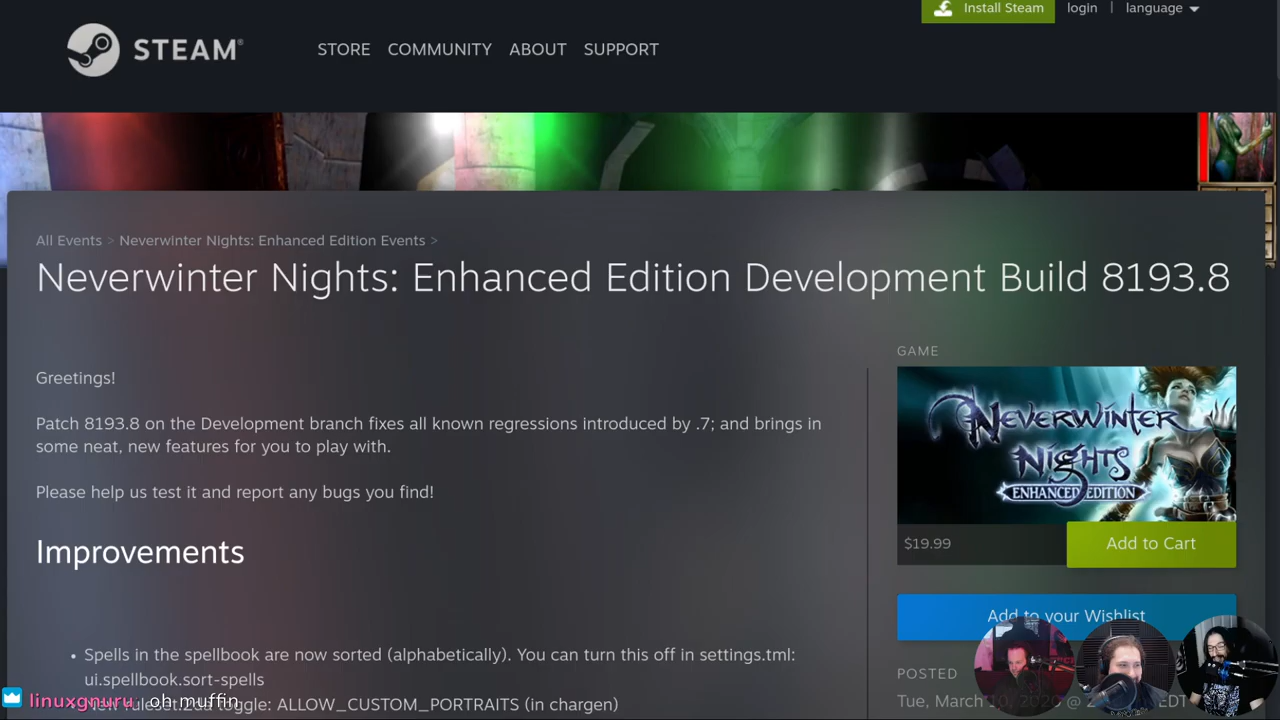 Install Steam
login
language
STEAM®
STORE
COMMUNITY
ABOUT
SUPPORT
All Events > Neverwinter Nights: Enhanced Edition Events >
Neverwinter Nights: Enhanced Edition Development Build 8193.8
Greetings!
Patch 8193.8 on the Development branch fixes all known regressions introduced by .7; and brings in
some neat, new features for you to play with.
Please help us test it and report any bugs you find!
Improvements
• Spells in the spellbook are now sorted (alphabetically). You can turn this off in settings.tml:
ui.spellbook.sort-spells
toggle: ALLOW_CUSTOM_PORTRAITS (in chargen)
linuxgnuru: oh muffin
GAME
NEVERWINTER
NIGHTS
ENHANCED EDITION
$19.99
Add to Cart
Add to your Wishlist
POSTED
Tue, March 10, 2020 @